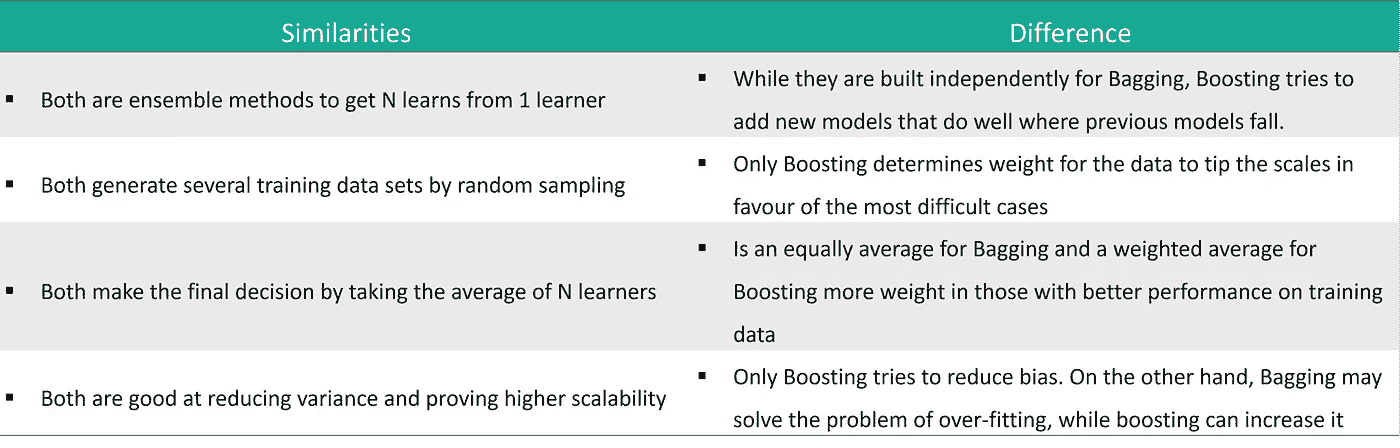 Similarities
Difference
▪ Both are ensemble methods to get N learns from 1 learner
▪ While they are built independently for Bagging, Boosting tries to
add new models that do well where previous models fall.
▪ Both generate several training data sets by random sampling
▪ Only Boosting determines weight for the data to tip the scales in
favour of the most difficult cases
▪ Both make the final decision by taking the average of N learners
▪ Is an equally average for Bagging and a weighted average for
Boosting more weight in those with better performance on training
data
▪ Both are good at reducing variance and proving higher scalability
▪ Only Boosting tries to reduce bias. On the other hand, Bagging may
solve the problem of over-fitting, while boosting can increase it